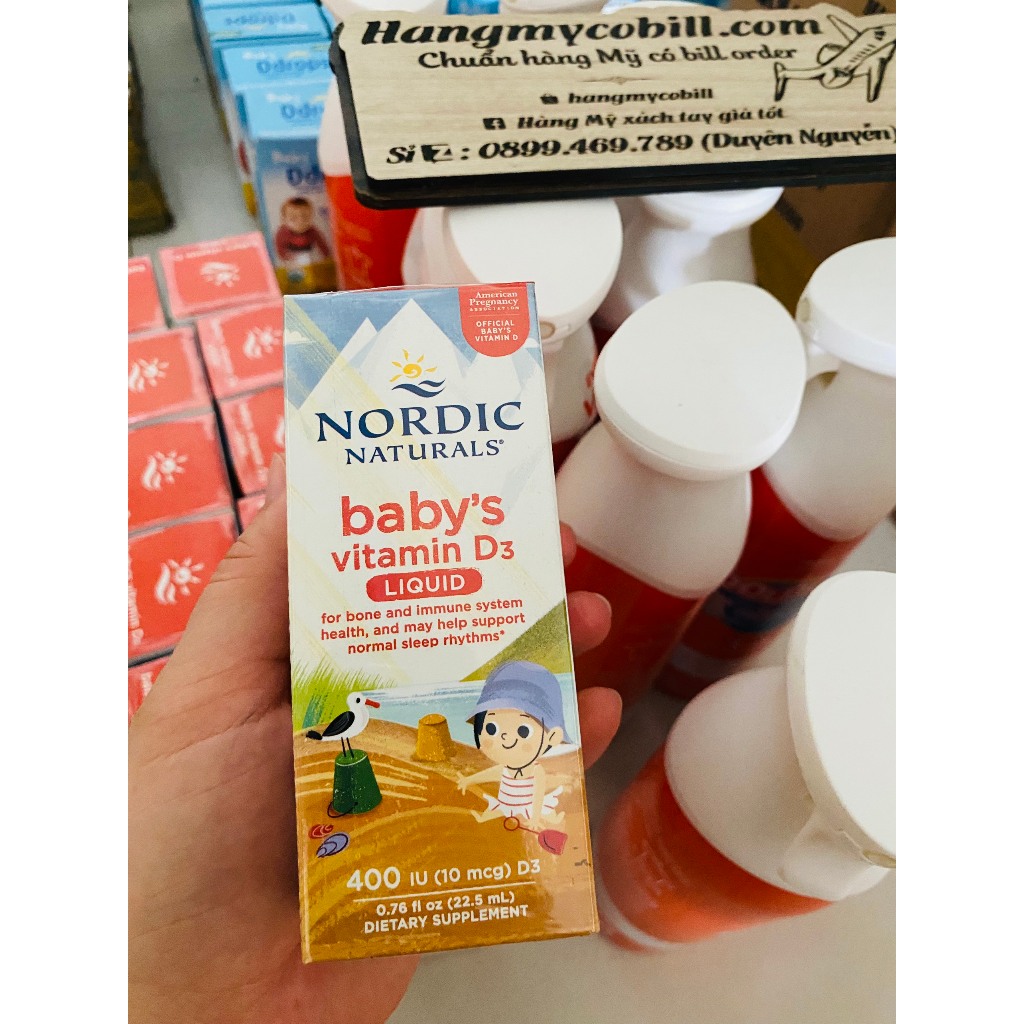 Hangmycobill.com
Chuẩn hàng Mỹ có bill order
hangmycobill
Hàng Mỹ xách tay giá tốt
Sỉ Z : 0899.469.789 (Duyên Nguyễn)
American
Pregnancy
ASSOCIATION
OFFICIAL
BABY'S
VITAMIN D
NORDIC
NATURALS®
baby's
vitamin D3
LIQUID
for bone and immune system
health, and may help support
normal sleep rhythms*
400 IU (10 mcg) D3
0.76 fl oz (22.5 mL)
DIETARY SUPPLEMENT